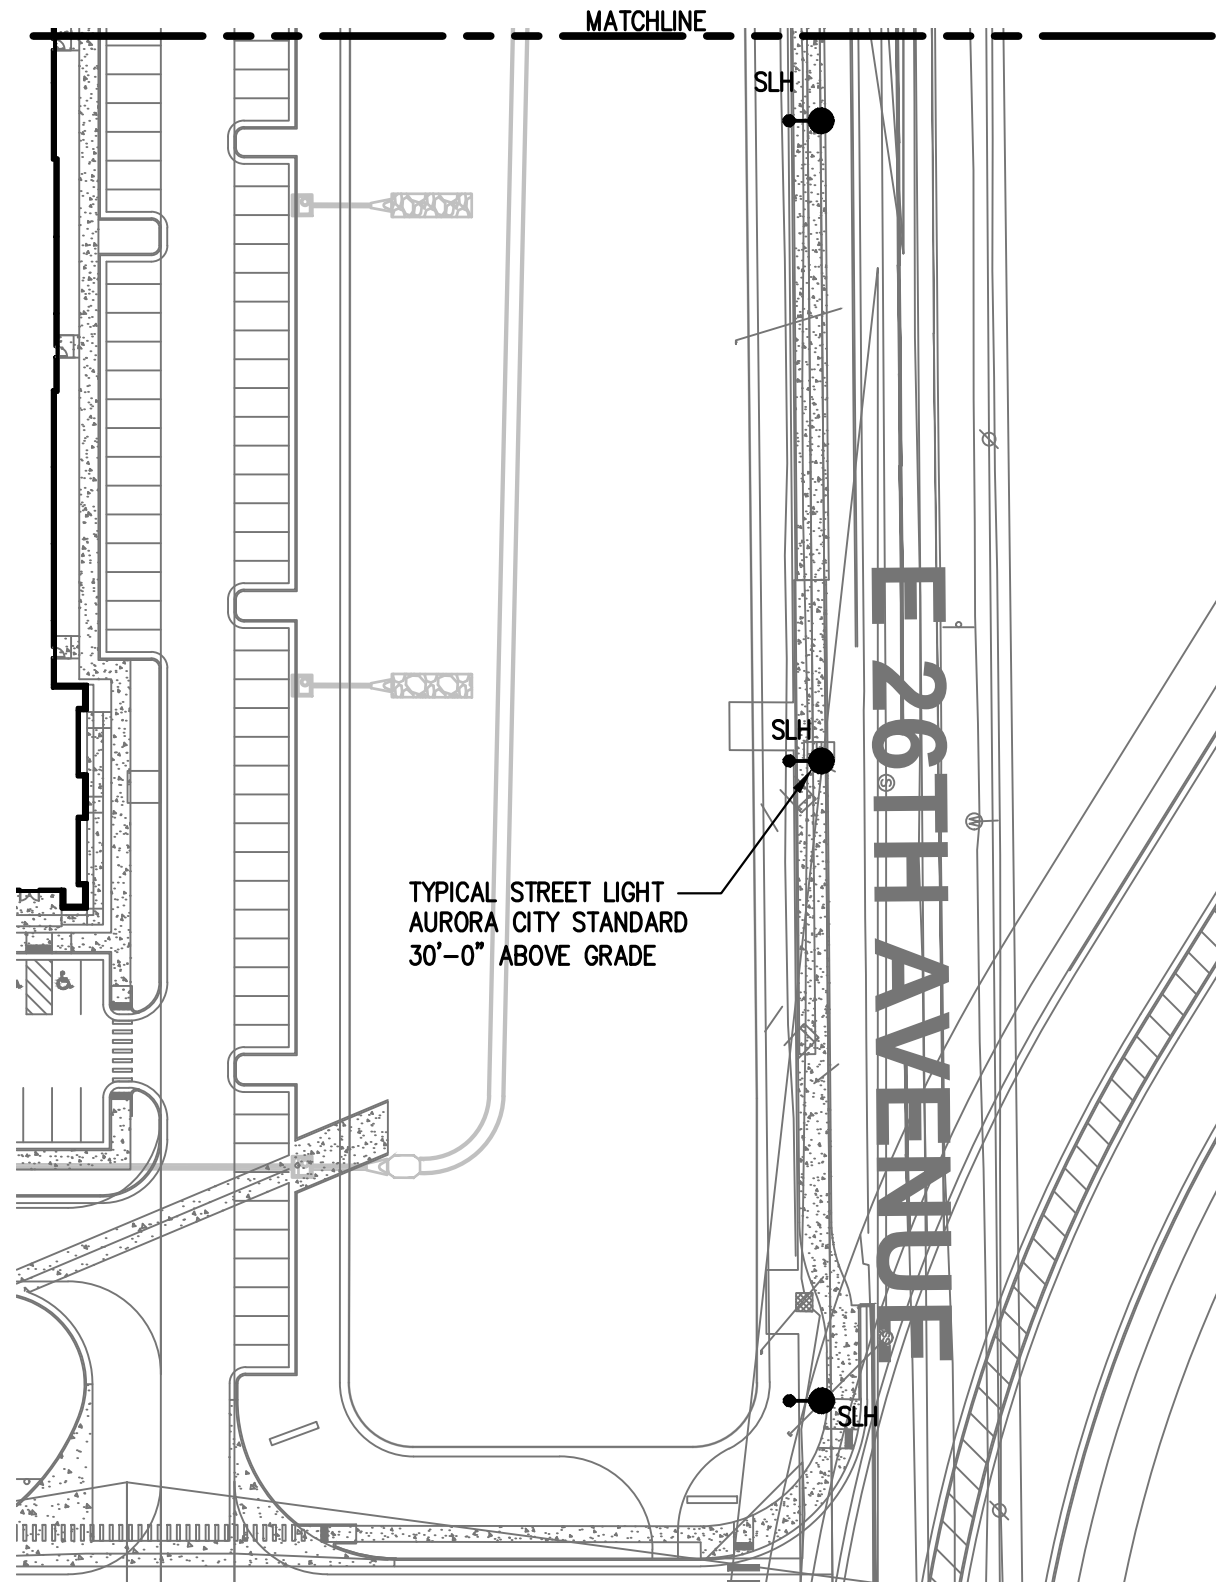 MATCHLINE
SLH
SLH
TYPICAL STREET LIGHT
AURORA CITY STANDARD
30'-0" ABOVE GRADE
E 26TH AVENUE
S
W
S
SLH